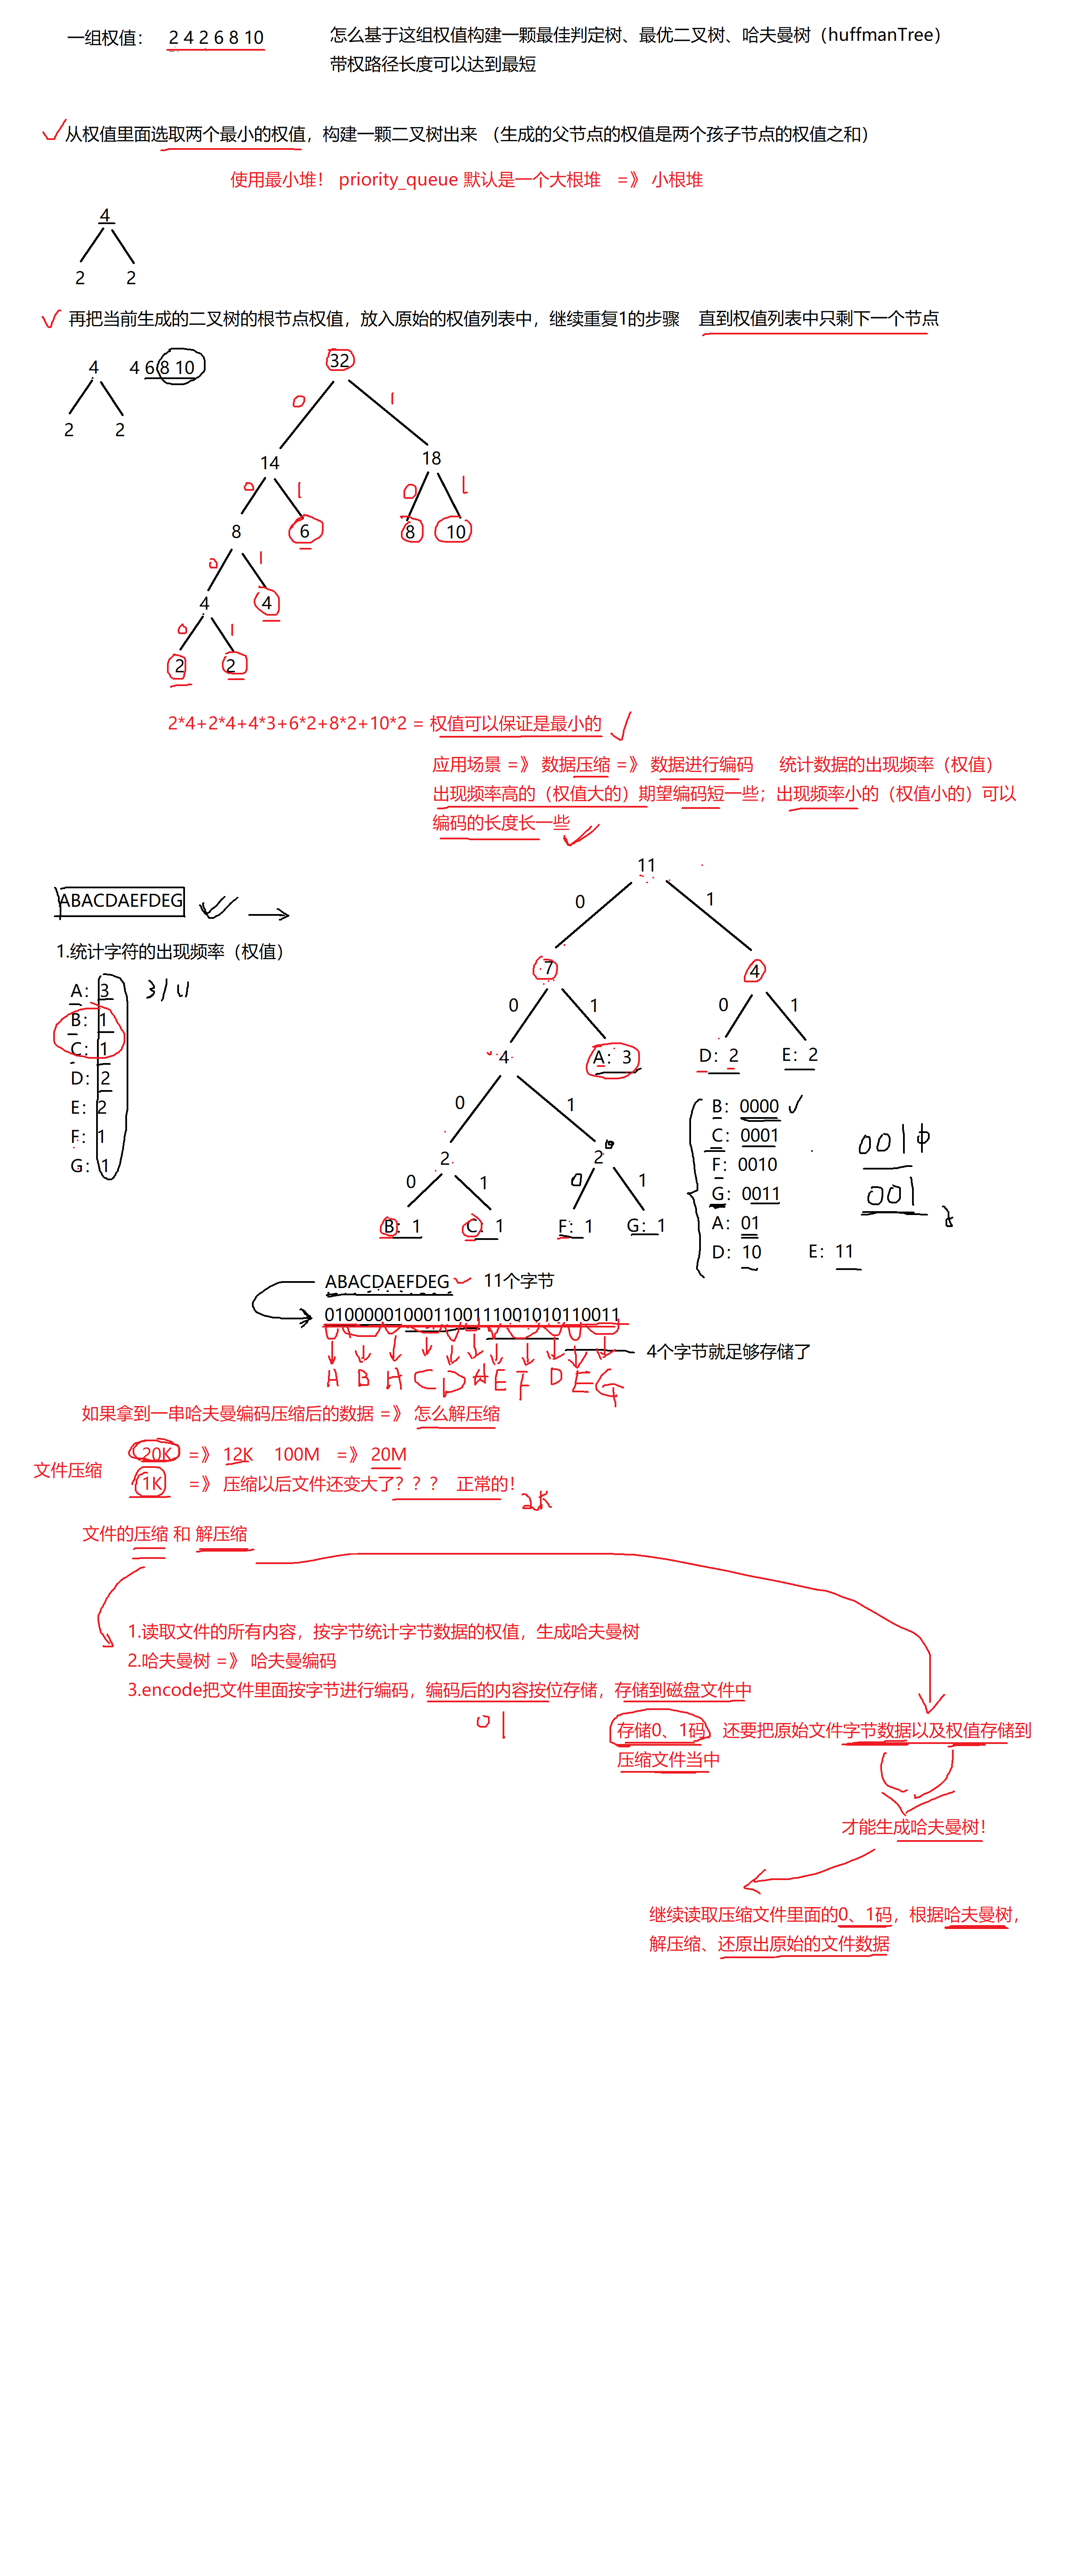 一组权值： 2 4 2 6 8 10
怎么基于这组权值构建一颗最佳判定树、最优二叉树、哈夫曼树（huffmanTree）
带权路径长度可以达到最短
从权值里面选取两个最小的权值，构建一颗二叉树出来 （生成的父节点的权值是两个孩子节点的权值之和）
使用最小堆！ priority_queue 默认是一个大根堆 =》 小根堆
4
2 2
再把当前生成的二叉树的根节点权值，放入原始的权值列表中，继续重复1的步骤 直到权值列表中只剩下一个节点
4 4 6 8 10
2 2
32
0 1
14 18
0 1 0 1
8 6 8 10
0 1
4 4
0 1
2 2
2*4+2*4+4*3+6*2+8*2+10*2 = 权值可以保证是最小的
应用场景 =》 数据压缩 =》 数据进行编码 统计数据的出现频率（权值）
出现频率高的（权值大的）期望编码短一些；出现频率小的（权值小的）可以
编码的长度长一些
ABACDAEFDEG
1.统计字符的出现频率（权值）
A：3 3/11
B：1
C：1
D：2
E：2
F：1
G：1
11
0 1
7 4
0 1 0 1
4 A：3 D：2 E：2
0 1
2 2
0 1 0 1
B：1 C：1 F：1 G：1
B：0000
C：0001
F：0010
G：0011
A：01
D：10 E：11
001
ABACDAEFDEG 11个字节
010000010001100111001010110011
4个字节就足够存储了
A B A C D A E F D E G
如果拿到一串哈夫曼编码压缩后的数据 =》 怎么解压缩
文件压缩
20K =》 12K 100M =》 20M
1K =》 压缩以后文件还变大了？？？ 正常的！
2K
文件的压缩 和 解压缩
1.读取文件的所有内容，按字节统计字节数据的权值，生成哈夫曼树
2.哈夫曼树 =》 哈夫曼编码
3.encode把文件里面按字节进行编码，编码后的内容按位存储，存储到磁盘文件中
0 1
存储0、1码 还要把原始文件字节数据以及权值存储到
压缩文件当中
才能生成哈夫曼树！
继续读取压缩文件里面的0、1码，根据哈夫曼树，
解压缩、还原出原始的文件数据